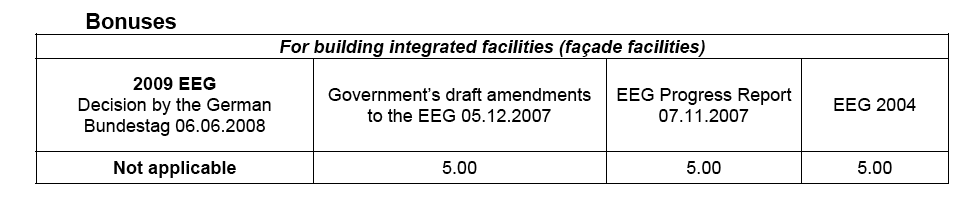 Bonuses
For building integrated facilities (façade facilities)
2009 EEG
Decision by the German
Bundestag 06.06.2008
Government's draft amendments
to the EEG 05.12.2007
EEG Progress Report
07.11.2007
EEG 2004
Not applicable
5.00
5.00
5.00